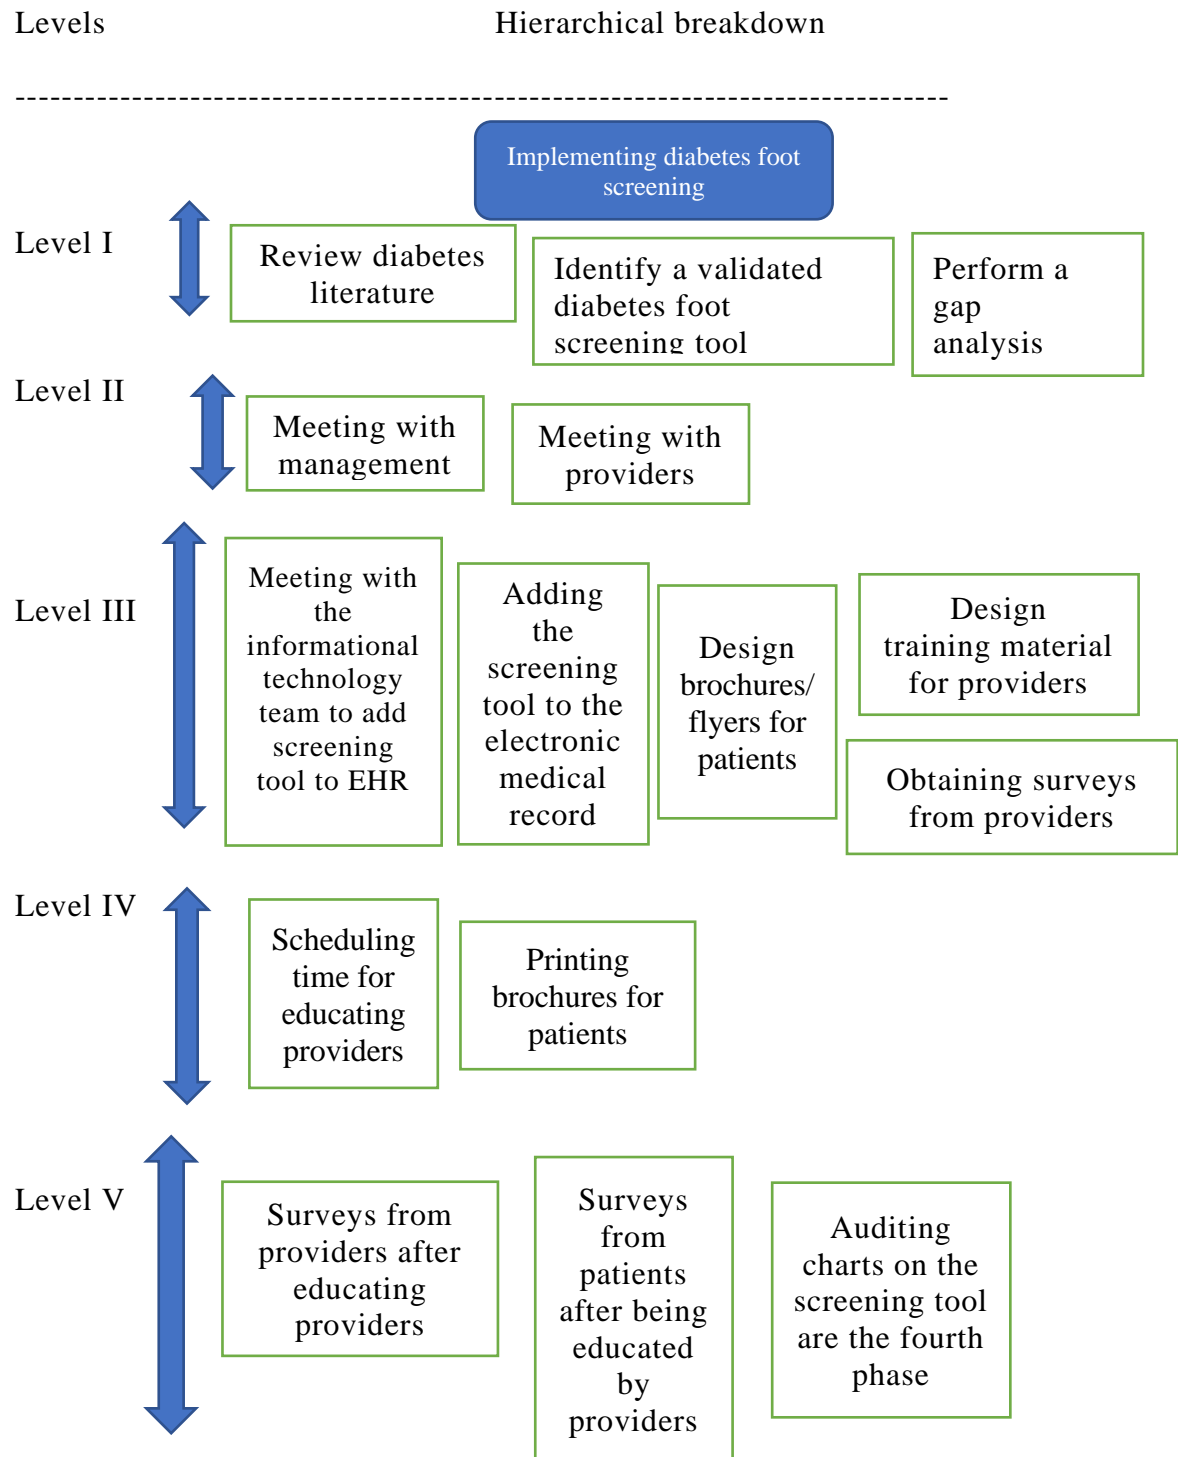 Levels
Hierarchical breakdown
--------------------------------------------------------------------------------
Implementing diabetes foot
screening
Level I
Review diabetes
literature
Identify a validated
diabetes foot
screening tool
Perform a
gap
analysis
Level II
Meeting with
management
Meeting with
providers
Level III
Meeting with
the
informational
technology
team to add
screening
tool to EHR
Adding
the
screening
tool to the
electronic
medical
record
Design
brochures/
flyers for
patients
Design
training material
for providers
Obtaining surveys
from providers
Level IV
Scheduling
time for
educating
providers
Printing
brochures for
patients
Level V
Surveys from
providers after
educating
providers
Surveys
from
patients
after being
educated
by
providers
Auditing
charts on the
screening tool
are the fourth
phase